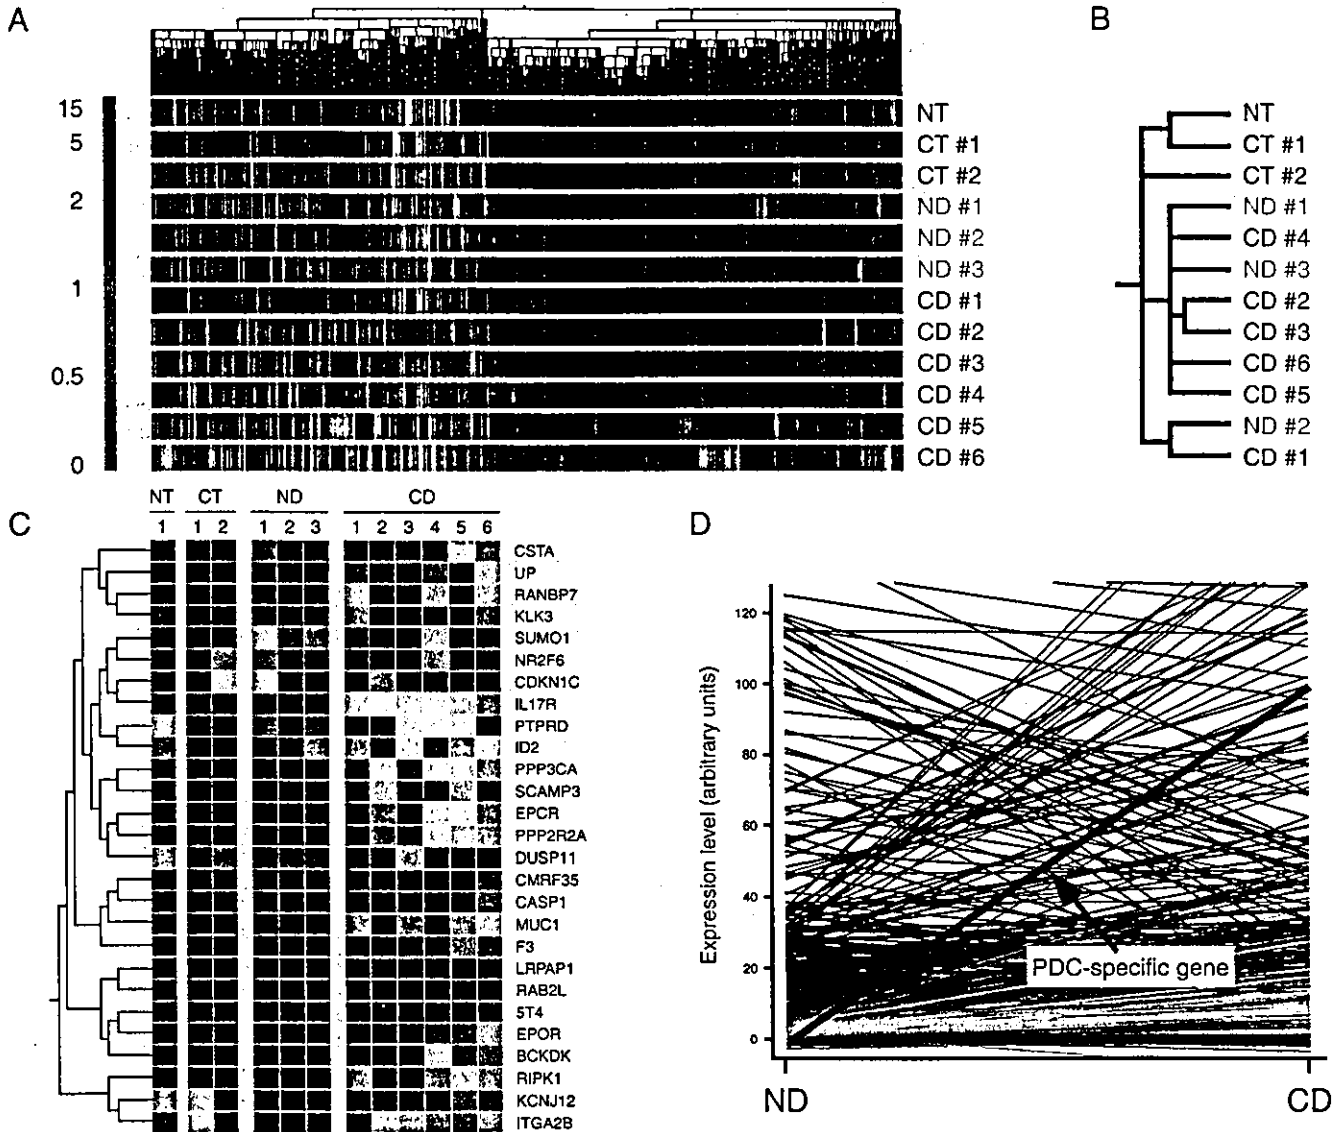 A
B
15
5
2
1
0.5
0
NT
CT #1
CT #2
ND #1
ND #2
ND #3
CD #1
CD #2
CD #3
CD #4
CD #5
CD #6
NT
CT #1
CT #2
ND #1
CD #4
ND #3
CD #2
CD #3
CD #6
CD #5
ND #2
CD #1
C
NT CT ND CD
1 1 2 1 2 3 1 2 3 4 5 6
CSTA
UP
RANBP7
KLK3
SUMO1
NR2F6
CDKN1C
IL17R
PTPRD
ID2
PPP3CA
SCAMP3
EPCR
PPP2R2A
DUSP11
CMRF35
CASP1
MUC1
F3
LRPAP1
RAB2L
5T4
EPOR
BCKDK
RIPK1
KCNJ12
ITGA2B
D
Expression level (arbitrary units)
120
100
80
60
40
20
0
PDC-specific gene
ND
CD